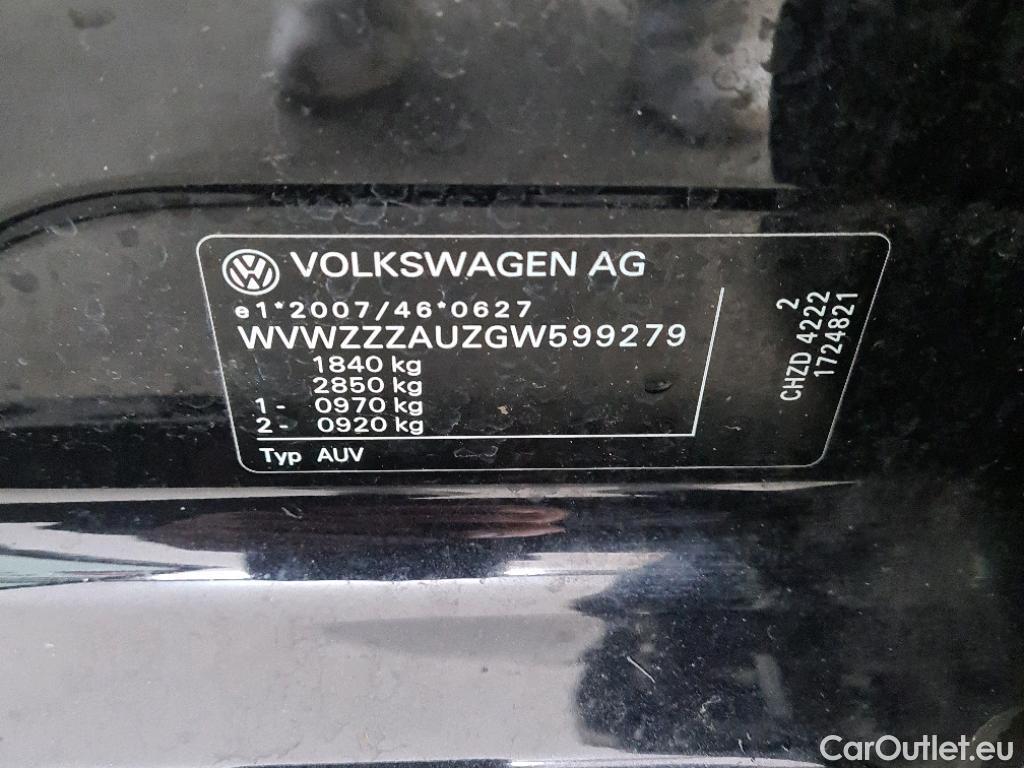 VOLKSWAGEN AG
e1*2007/46*0627
WVWZZZAUZGW599279
1840 kg
2850 kg
1- 0970 kg
2- 0920 kg
Typ AUV
2
CHZD 4222
1724821
CarOutlet.eu